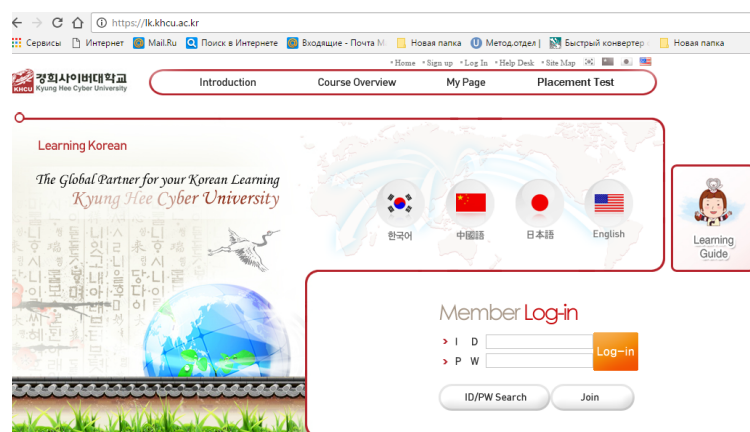 https://lk.khcu.ac.kr
Сервисы Интернет Mail.Ru Поиск в Интернете Входящие - Почта М Новая папка Метод.отдел | Быстрый конвертер Новая папка
Home Sign up Log In Help Desk Site Map
경희사이버대학교
KHCU Kyung Hee Cyber University
Introduction Course Overview My Page Placement Test
Learning Korean
The Global Partner for your Korean Learning
Kyung Hee Cyber University
한국어 中國語 日本語 English
Learning
Guide
Member Log-in
I D
P W
Log-in
ID/PW Search Join